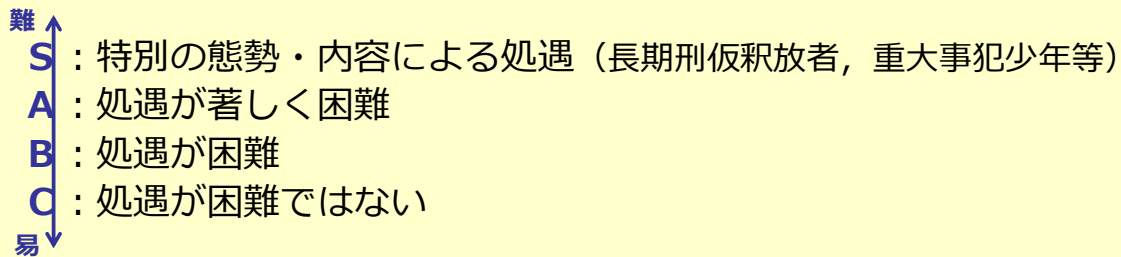 難
S：特別の態勢・内容による処遇（長期刑仮釈放者，重大事犯少年等）
A：処遇が著しく困難
B：処遇が困難
C：処遇が困難ではない
易